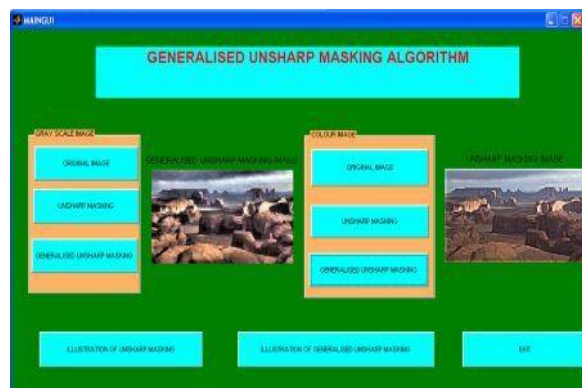 MAINGUI
GENERALISED UNSHARP MASKING ALGORITHM
GRAY SCALE IMAGE
ORIGINAL IMAGE
UNSHARP MASKING
GENERALISED UNSHARP MASKING
GENERALISED UNSHARP MASKING IMAGE
COLOUR IMAGE
ORIGINAL IMAGE
UNSHARP MASKING
GENERALISED UNSHARP MASKING
UNSHARP MASKING IMAGE
ILLUSTRATION OF UNSHARP MASKING
ILLUSTRATION OF GENERALISED UNSHARP MASKING
EXIT